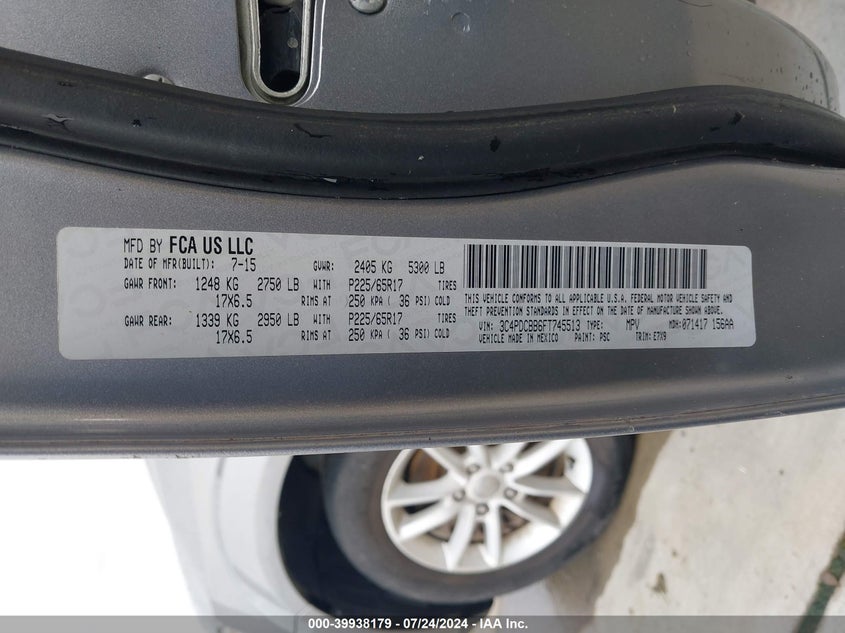 MFD BY FCA US LLC
DATE OF MFR(BUILT): 7-15 GVWR: 2405 KG 5300 LB
GAWR FRONT: 1248 KG 2750 LB WITH P225/65R17 TIRES
17X6.5 RIMS AT 250 KPA ( 36 PSI) COLD
GAWR REAR: 1339 KG 2950 LB WITH P225/65R17 TIRES
17X6.5 RIMS AT 250 KPA ( 36 PSI) COLD
THIS VEHICLE CONFORMS TO ALL APPLICABLE U.S.A. FEDERAL MOTOR VEHICLE SAFETY AND
THEFT PREVENTION STANDARDS IN EFFECT ON THE DATE OF MANUFACTURE SHOWN ABOVE.
VIN: 3C4PDCBB6FT745513 TYPE: MPV MDH: 071417 156AA
VEHICLE MADE IN MEXICO PAINT: PSC TRIM: E7X9
000-39938179 - 07/24/2024 - IAA Inc.